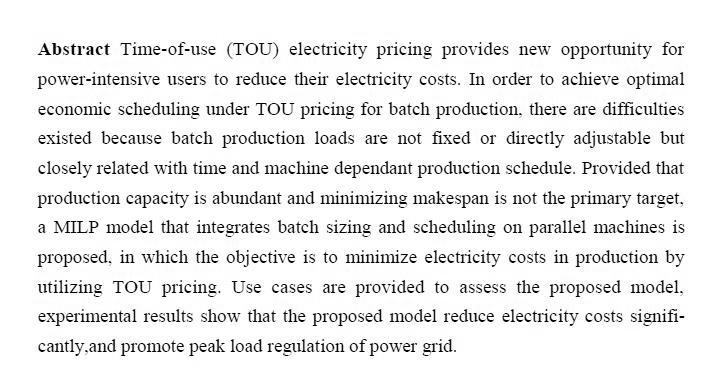 Abstract Time-of-use (TOU) electricity pricing provides new opportunity for
power-intensive users to reduce their electricity costs. In order to achieve optimal
economic scheduling under TOU pricing for batch production, there are difficulties
existed because batch production loads are not fixed or directly adjustable but
closely related with time and machine dependant production schedule. Provided that
production capacity is abundant and minimizing makespan is not the primary target,
a MILP model that integrates batch sizing and scheduling on parallel machines is
proposed, in which the objective is to minimize electricity costs in production by
utilizing TOU pricing. Use cases are provided to assess the proposed model,
experimental results show that the proposed model reduce electricity costs signifi-
cantly,and promote peak load regulation of power grid.